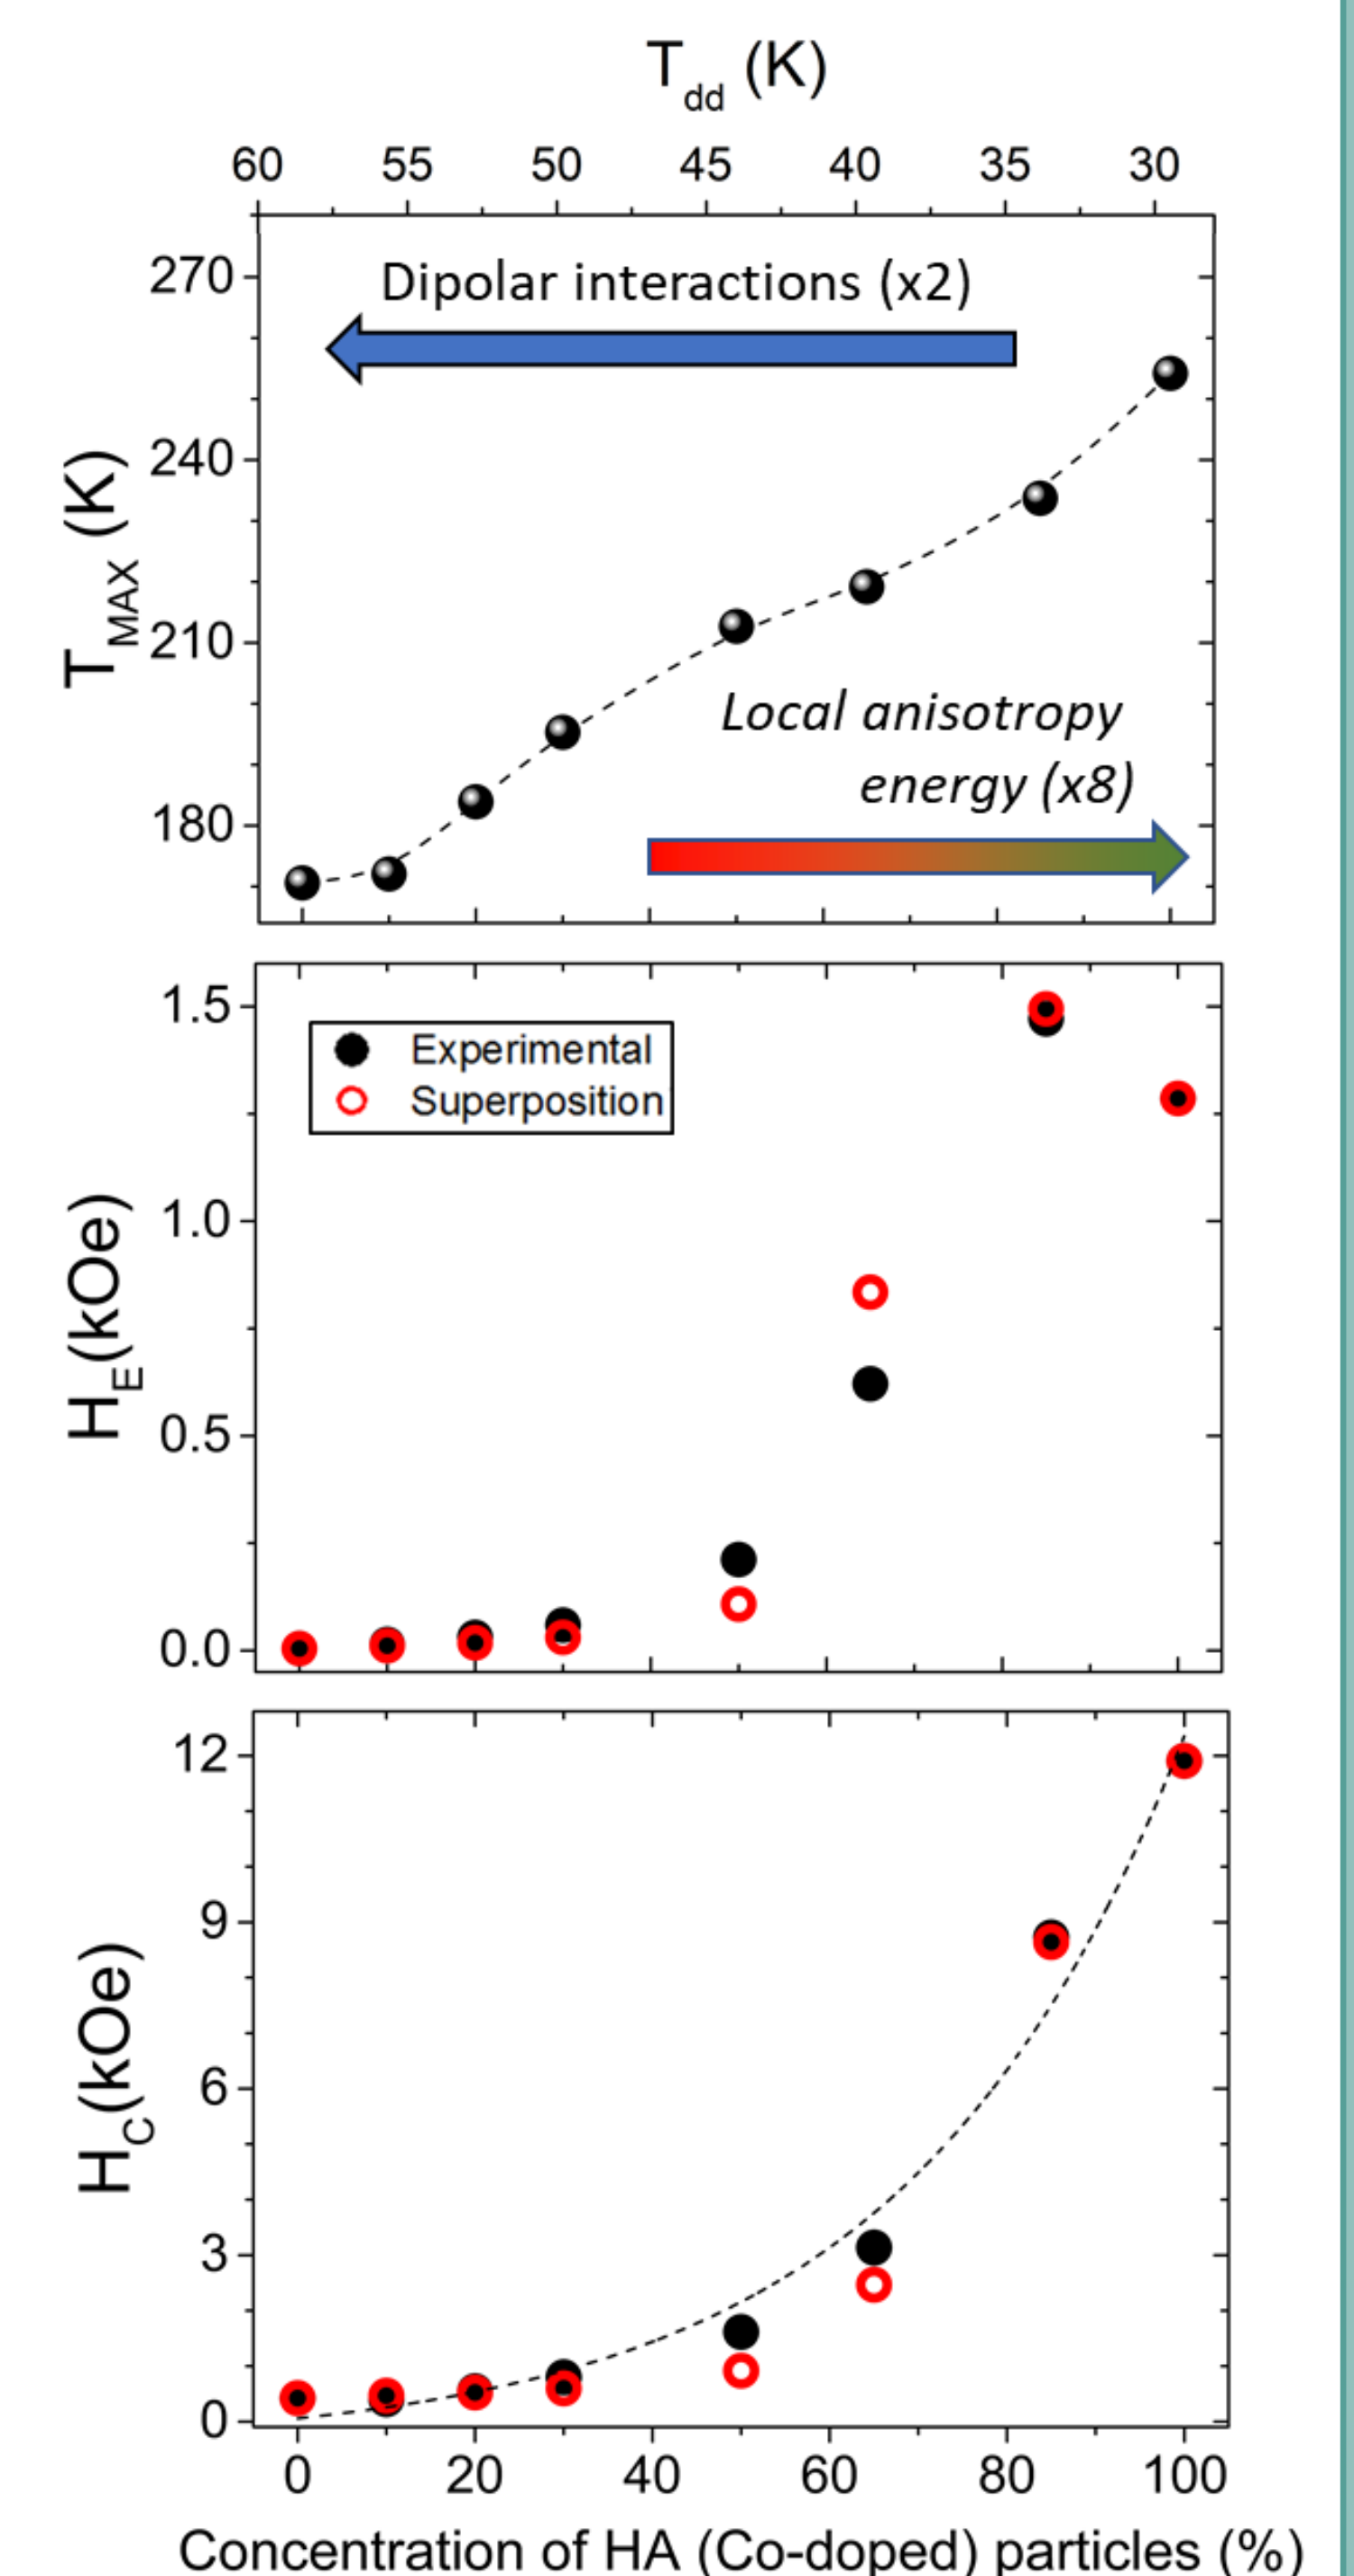 T_dd (K)
60 55 50 45 40 35 30
Dipolar interactions (x2)
270
240
210
180
T_MAX (K)
Local anisotropy
energy (x8)
1.5
1.0
0.5
0.0
H_E(kOe)
Experimental
Superposition
12
9
6
3
0
H_C(kOe)
0 20 40 60 80 100
Concentration of HA (Co-doped) particles (%)